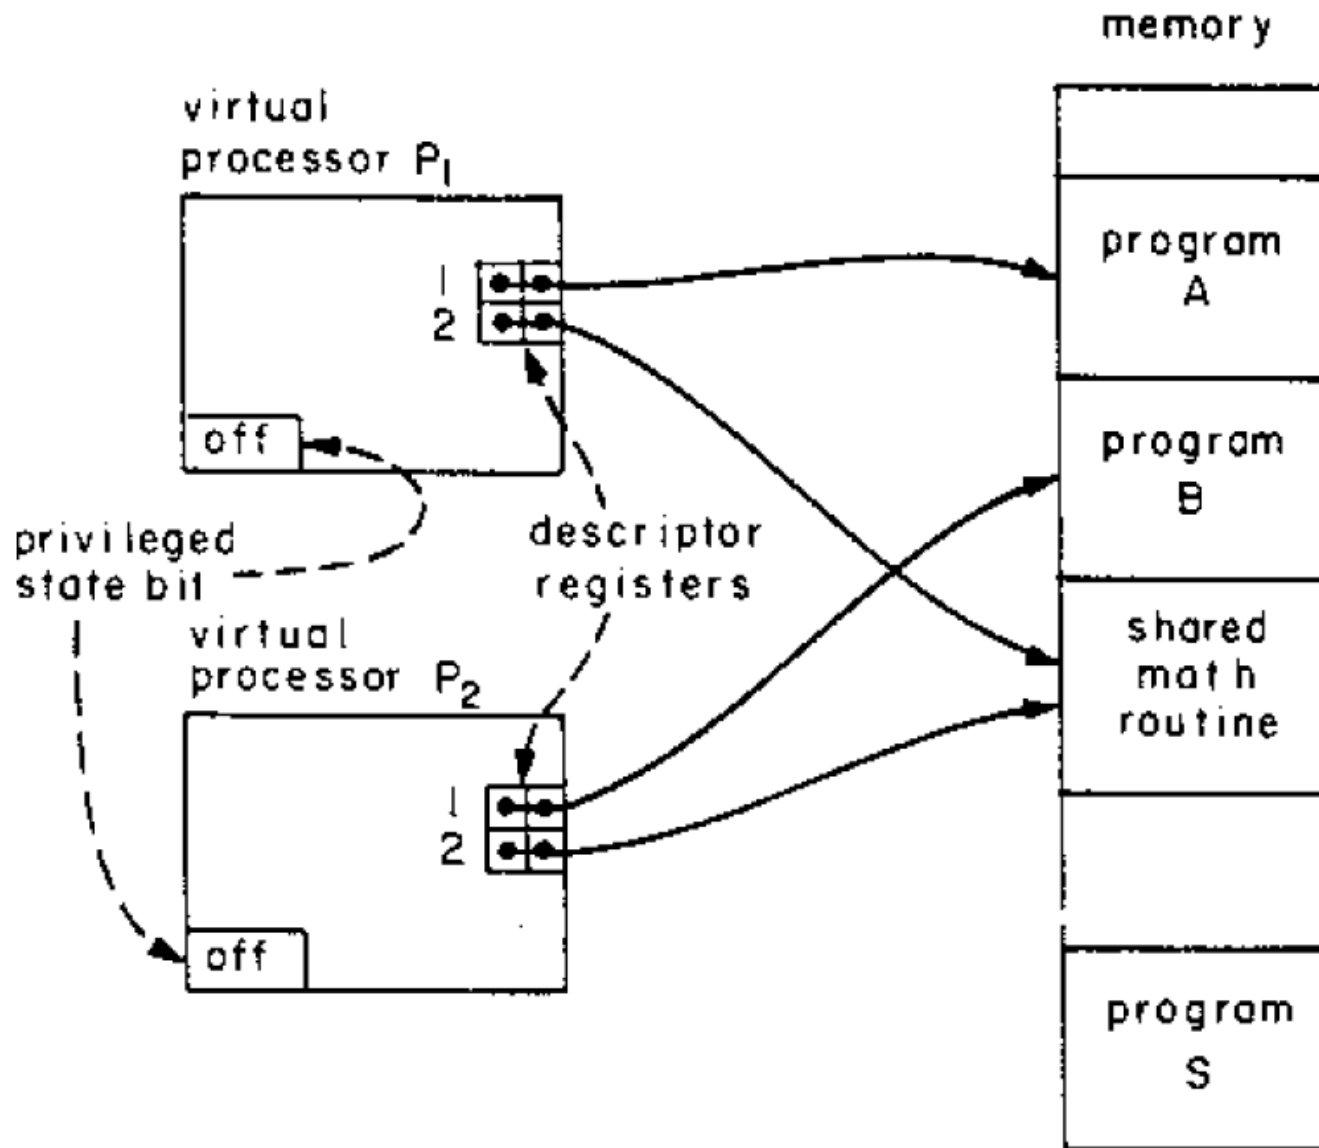 memory
virtual
processor P₁
program
A
1
2
off
program
B
privileged
state bit
descriptor
registers
shared
math
routine
virtual
processor P₂
1
2
off
program
S